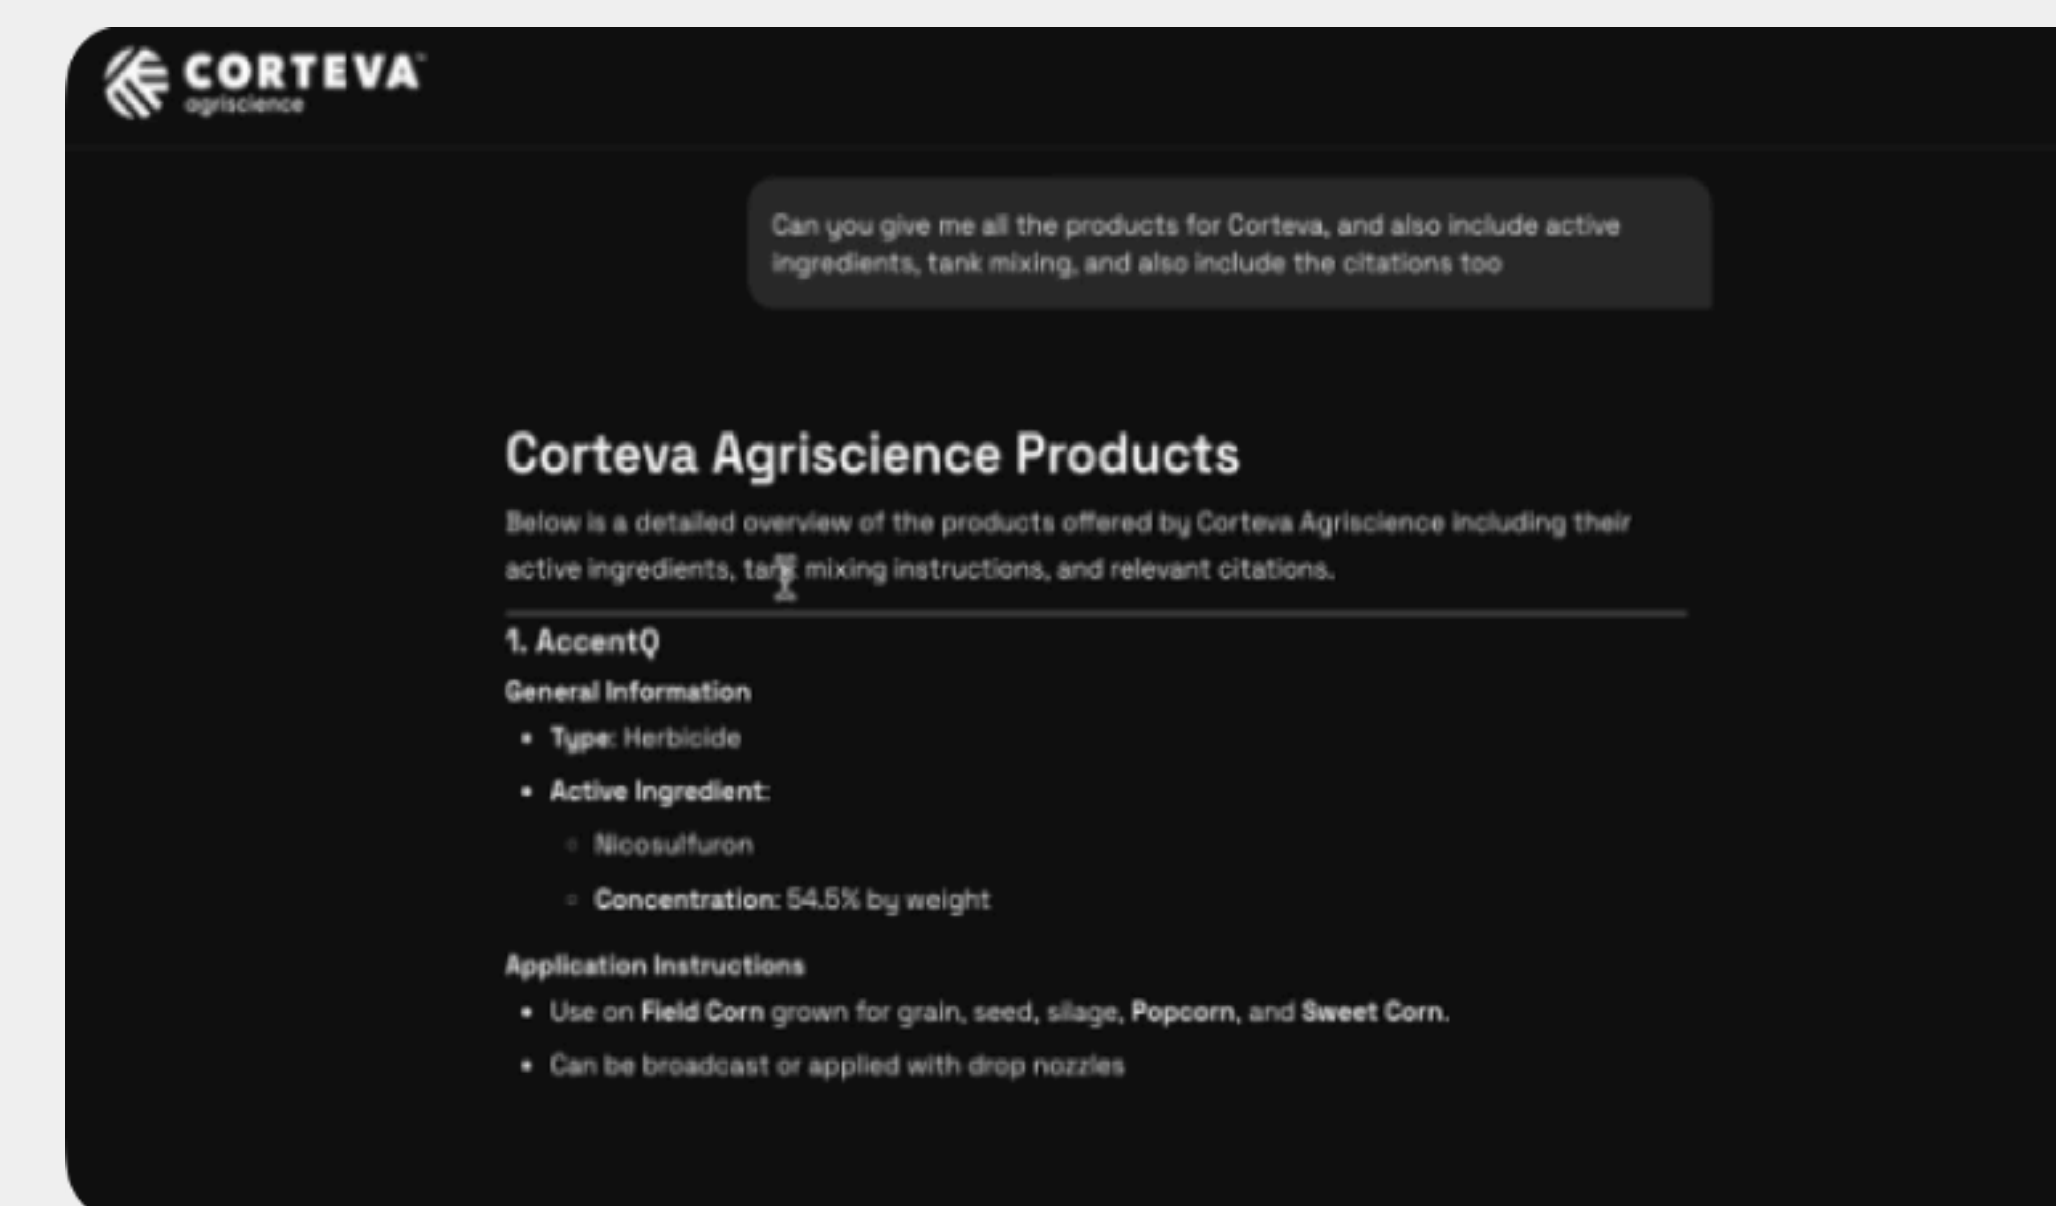 CORTEVA™
agriscience
Can you give me all the products for Corteva, and also include active
ingredients, tank mixing, and also include the citations too
Corteva Agriscience Products
Below is a detailed overview of the products offered by Corteva Agriscience including their
active ingredients, tank mixing instructions, and relevant citations.
1. AccentQ
General Information
• Type: Herbicide
• Active Ingredient:
◦ Nicosulfuron
◦ Concentration: 54.5% by weight
Application Instructions
• Use on Field Corn grown for grain, seed, silage, Popcorn, and Sweet Corn.
• Can be broadcast or applied with drop nozzles